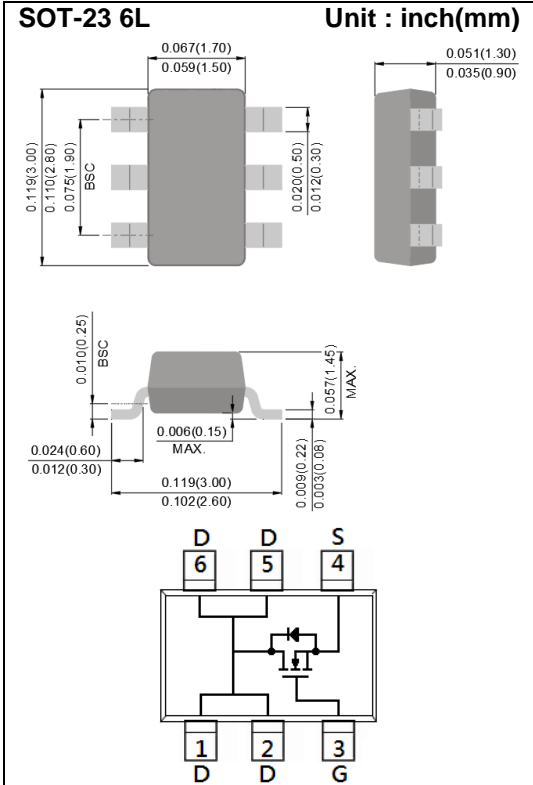 SOT-23 6L Unit : inch(mm)
0.067(1.70)
0.059(1.50)
0.051(1.30)
0.035(0.90)
0.119(3.00)
0.110(2.80)
0.075(1.90)
BSC
0.020(0.50)
0.012(0.30)
0.010(0.25)
BSC
0.057(1.45)
MAX.
0.006(0.15)
MAX.
0.024(0.60)
0.012(0.30)
0.009(0.22)
0.003(0.08)
0.119(3.00)
0.102(2.60)
D D S
6 5 4
1 2 3
D D G